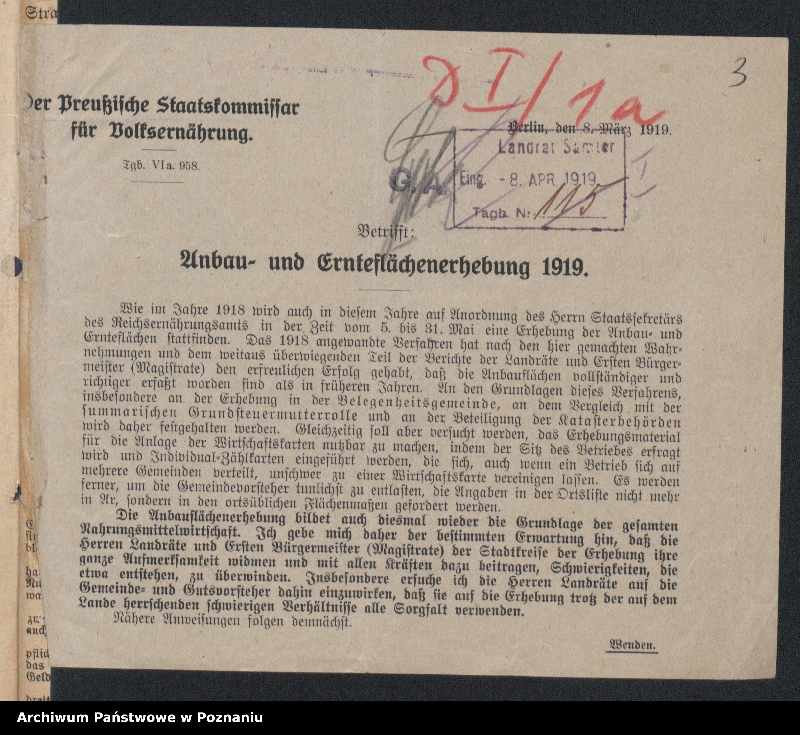 Stra
3
D I/1a
Der Preußische Staatskommissar
für Volksernährung.
Tgb. VIa. 958.
Berlin, den 8. März 1919.
Landrat Samter
G. A.
Eing. -8. APR 1919
I
Tagb. N: 115
Betrifft:
Anbau- und Ernteflächenerhebung 1919.
Wie im Jahre 1918 wird auch in diesem Jahre auf Anordnung des Herrn Staatssekretärs
des Reichsernährungsamts in der Zeit vom 5. bis 31. Mai eine Erhebung der Anbau- und
Ernteflächen stattfinden. Das 1918 angewandte Verfahren hat nach den hier gemachten Wahr-
nehmungen und dem weitaus überwiegenden Teil der Berichte der Landräte und Ersten Bürger-
meister (Magistrate) den erfreulichen Erfolg gehabt, daß die Anbauflächen vollständiger und
richtiger erfaßt worden sind als in früheren Jahren. An den Grundlagen dieses Verfahrens,
insbesondere an der Erhebung in der Belegenheitsgemeinde, an dem Vergleich mit der
summarischen Grundsteuermutterrolle und an der Beteiligung der Katasterbehörden
wird daher festgehalten werden. Gleichzeitig soll aber versucht werden, das Erhebungsmaterial
für die Anlage der Wirtschaftskarten nutzbar zu machen, indem der Sitz des Betriebes erfragt
wird und Individual-Zählkarten eingeführt werden, die sich, auch wenn ein Betrieb sich auf
mehrere Gemeinden verteilt, unschwer zu einer Wirtschaftskarte vereinigen lassen. Es werden
ferner, um die Gemeindevorsteher tunlichst zu entlasten, die Angaben in der Ortsliste nicht mehr
in Ar, sondern in den ortsüblichen Flächenmaßen gefordert werden.
Die Anbauflächenerhebung bildet auch diesmal wieder die Grundlage der gesamten
Nahrungsmittelwirtschaft. Ich gebe mich daher der bestimmten Erwartung hin, daß die
Herren Landräte und Ersten Bürgermeister (Magistrate) der Stadtkreise der Erhebung ihre
ganze Aufmerksamkeit widmen und mit allen Kräften dazu beitragen, Schwierigkeiten, die
etwa entstehen, zu überwinden. Insbesondere ersuche ich die Herren Landräte auf die
Gemeinde- und Gutsvorsteher dahin einzuwirken, daß sie auf die Erhebung trotz der auf dem
Lande herrschenden schwierigen Verhältnisse alle Sorgfalt verwenden.
Nähere Anweisungen folgen demnächst.
Wenden.
auch
pflic
das
Geld
dreit
Archiwum Państwowe w Poznaniu